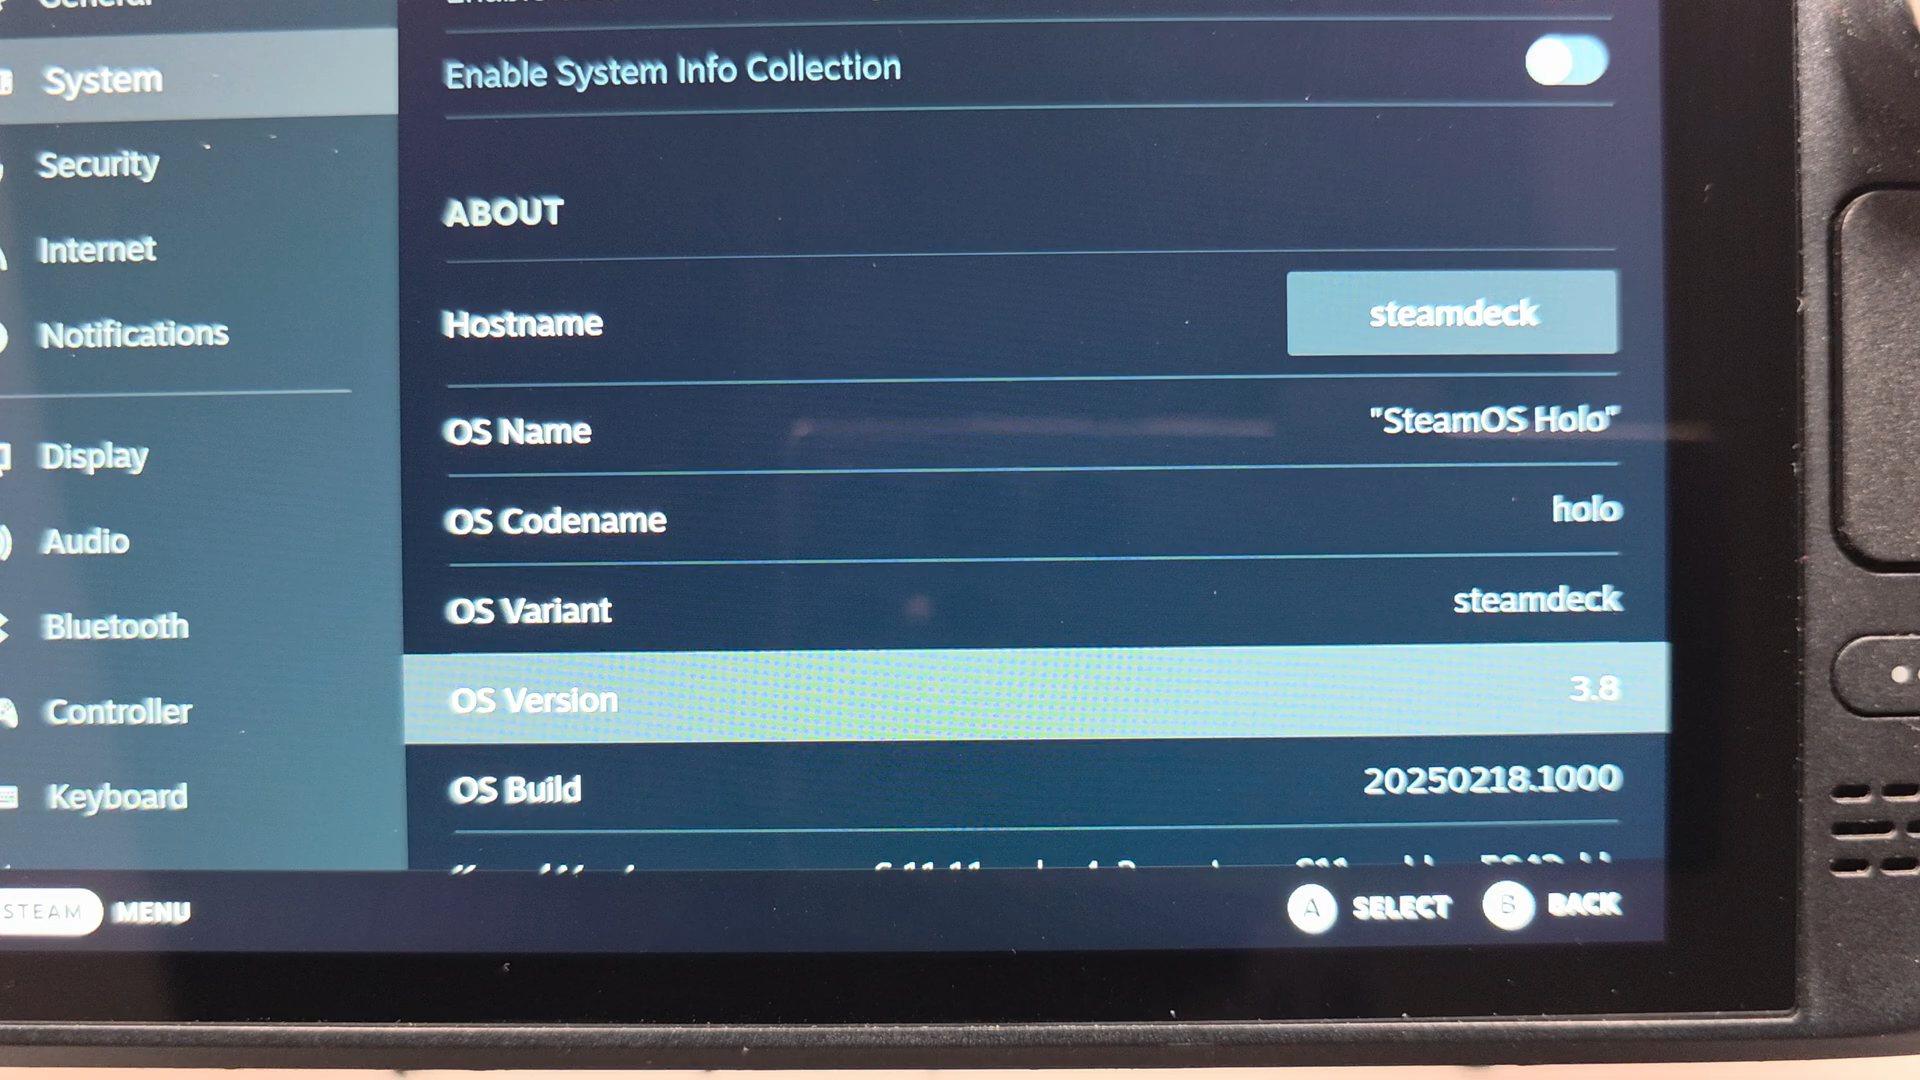 General
System
Security
Internet
Notifications
Display
Audio
Bluetooth
Controller
Keyboard
Enable System Info Collection
ABOUT
Hostname steamdeck
OS Name "SteamOS Holo"
OS Codename holo
OS Variant steamdeck
OS Version 3.8
OS Build 20250218.1000
STEAM MENU
A SELECT B BACK